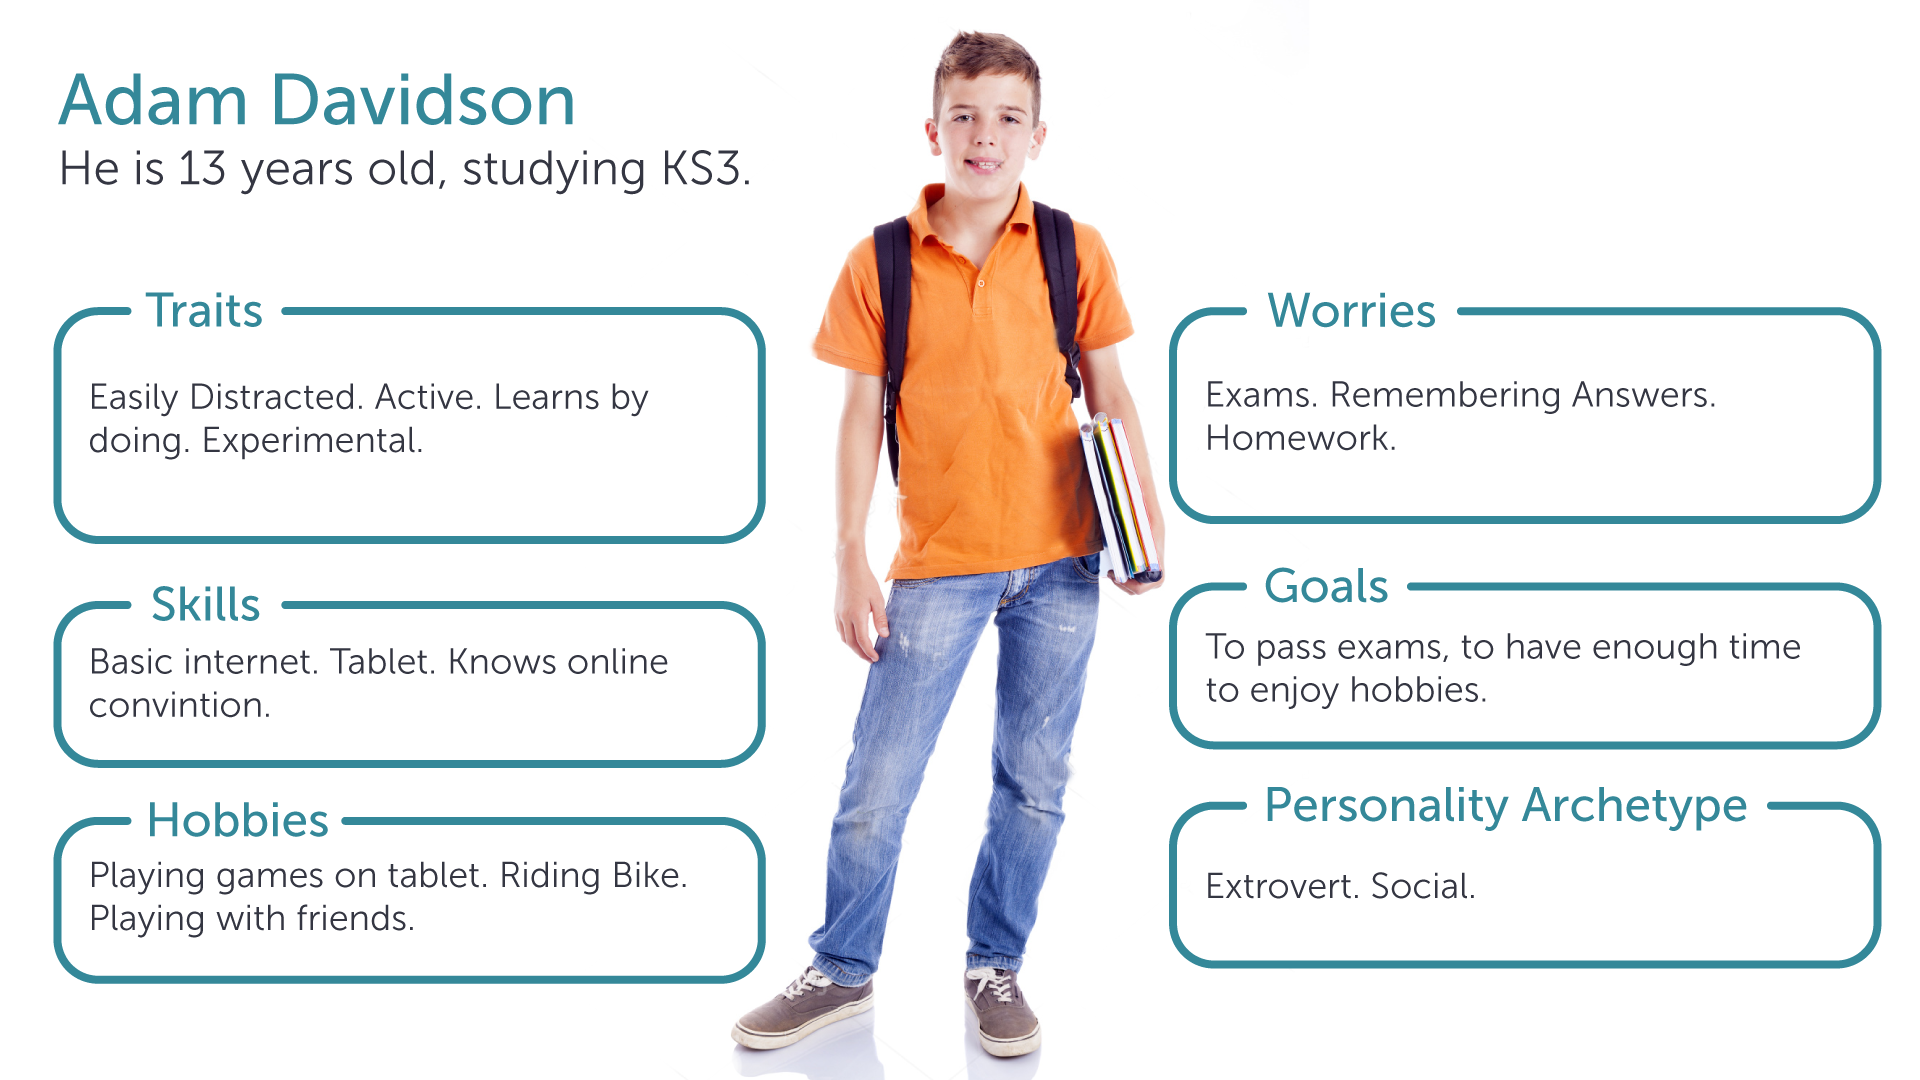 Adam Davidson
He is 13 years old, studying KS3.
Traits
Easily Distracted. Active. Learns by
doing. Experimental.
Skills
Basic internet. Tablet. Knows online
convintion.
Hobbies
Playing games on tablet. Riding Bike.
Playing with friends.
Worries
Exams. Remembering Answers.
Homework.
Goals
To pass exams, to have enough time
to enjoy hobbies.
Personality Archetype
Extrovert. Social.